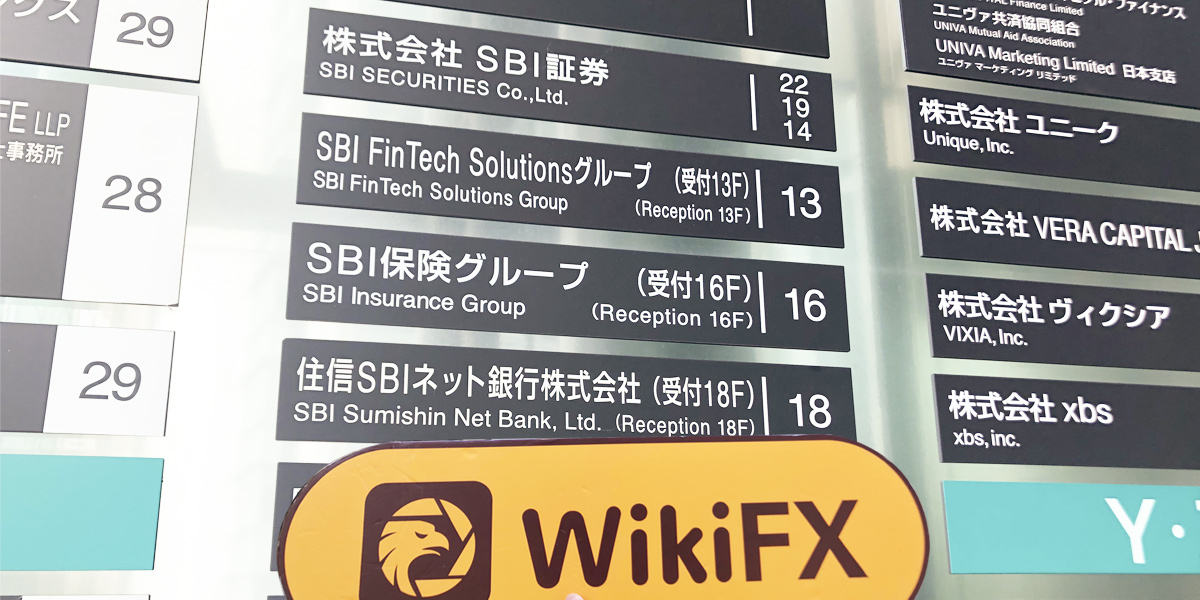 クス
29
FE LLP
事務所
28
29
株式会社 SBI証券
SBI SECURITIES Co.,Ltd.
22
19
14
SBI FinTech Solutionsグループ (受付13F)
SBI FinTech Solutions Group (Reception 13F)
13
SBI保険グループ (受付16F)
SBI Insurance Group (Reception 16F)
16
住信SBIネット銀行株式会社 (受付18F)
SBI Sumishin Net Bank, Ltd. (Reception 18F)
18
WikiFX
ファイナンス
Finance Limited
ユニヴァ共済協同組合
UNIVA Mutual Aid Association
UNIVA Marketing Limited 日本支店
ユニヴァ マーケティング リミテッド
株式会社 ユニーク
Unique, Inc.
株式会社 VERA CAPITAL
株式会社 ヴィクシア
VIXIA, Inc.
株式会社 xbs
xbs, inc.
Y・